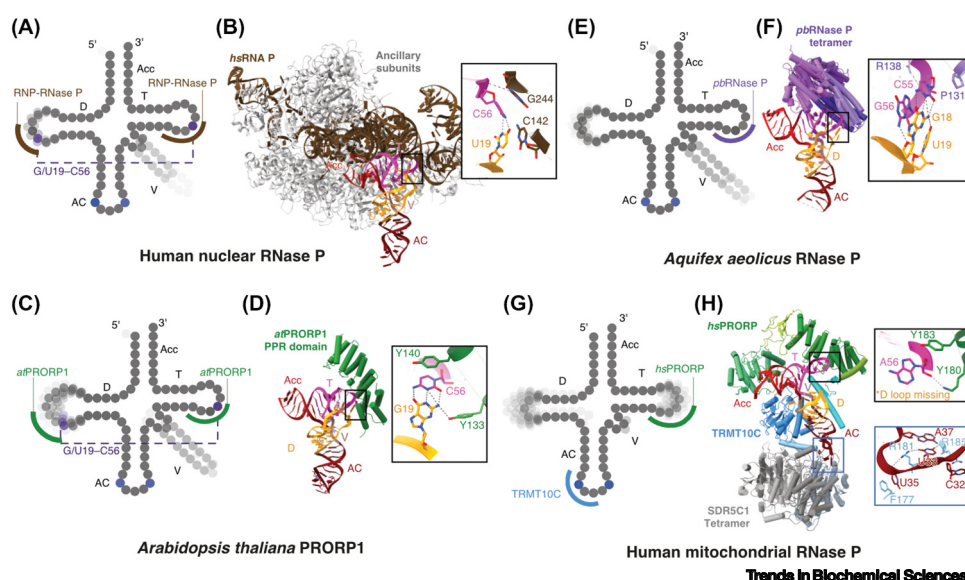 (A)
5'
3'
Acc
RNP-RNase P
D
T
RNP-RNase P
G/U19–C56
V
AC
(B)
hsRNA P
Ancillary
subunits
Acc
T
D
V
AC
C56
G244
C142
U19
Human nuclear RNase P
(C)
5'
3'
Acc
atPRORP1
D
T
atPRORP1
G/U19–C56
V
AC
(D)
atPRORP1
PPR domain
Acc
T
D
V
AC
Y140
C56
G19
Y133
Arabidopsis thaliana PRORP1
(E)
5'
3'
Acc
D
T
pbRNase P
V
AC
(F)
pbRNase P
tetramer
Acc
D
AC
R138
C55
P131
G56
G18
U19
Aquifex aeolicus RNase P
(G)
5'
3'
Acc
D
T
hsPRORP
V
AC
TRMT10C
(H)
hsPRORP
T
Acc
D
V
TRMT10C
AC
SDR5C1
Tetramer
Y183
A56
Y180
*D loop missing
A37
R181
R185
U35
C32
F177
Human mitochondrial RNase P
Trends in Biochemical Sciences